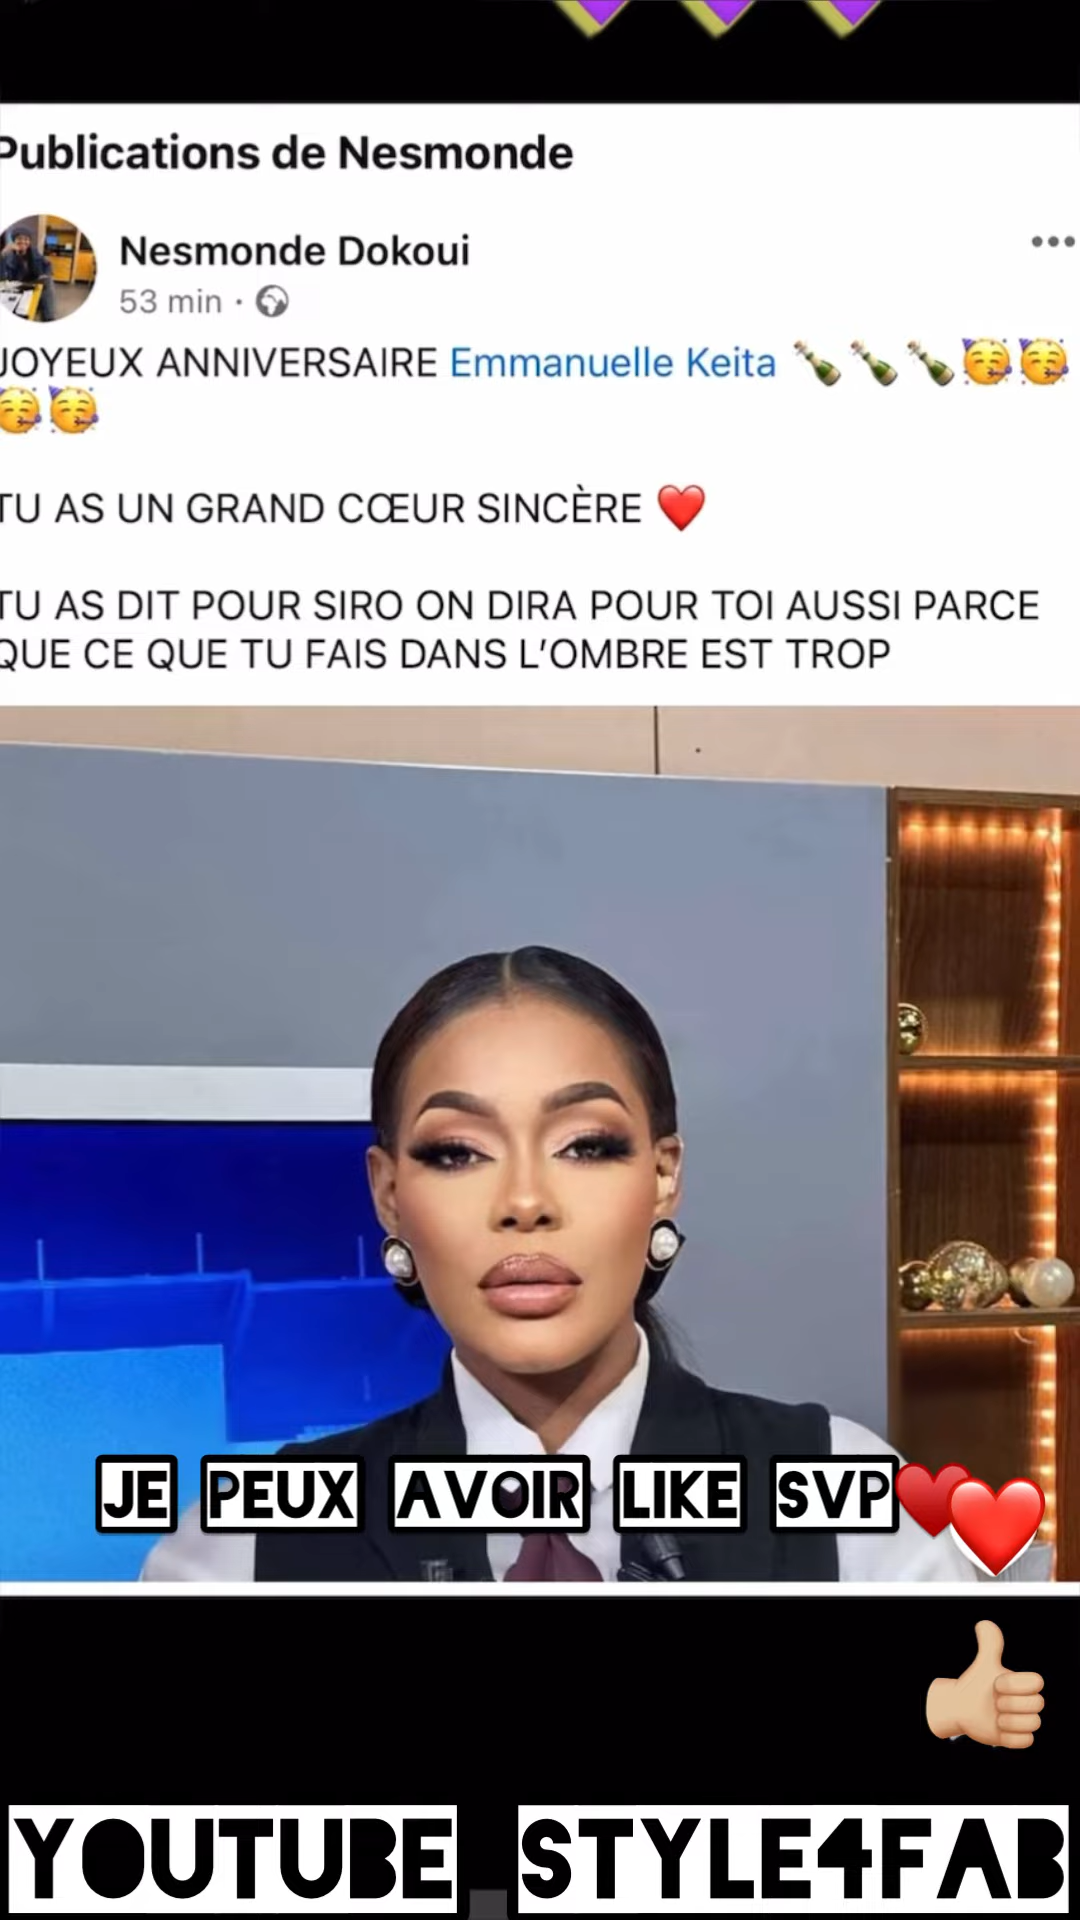 Publications de Nesmonde
Nesmonde Dokoui
53 min ·
JOYEUX ANNIVERSAIRE Emmanuelle Keita 🍾🍾🍾🥳🥳
🥳🥳
TU AS UN GRAND CŒUR SINCÈRE ❤️
TU AS DIT POUR SIRO ON DIRA POUR TOI AUSSI PARCE
QUE CE QUE TU FAIS DANS L’OMBRE EST TROP
JE PEUX AVOIR LIKE SVP
YOUTUBE STYLE4FAB